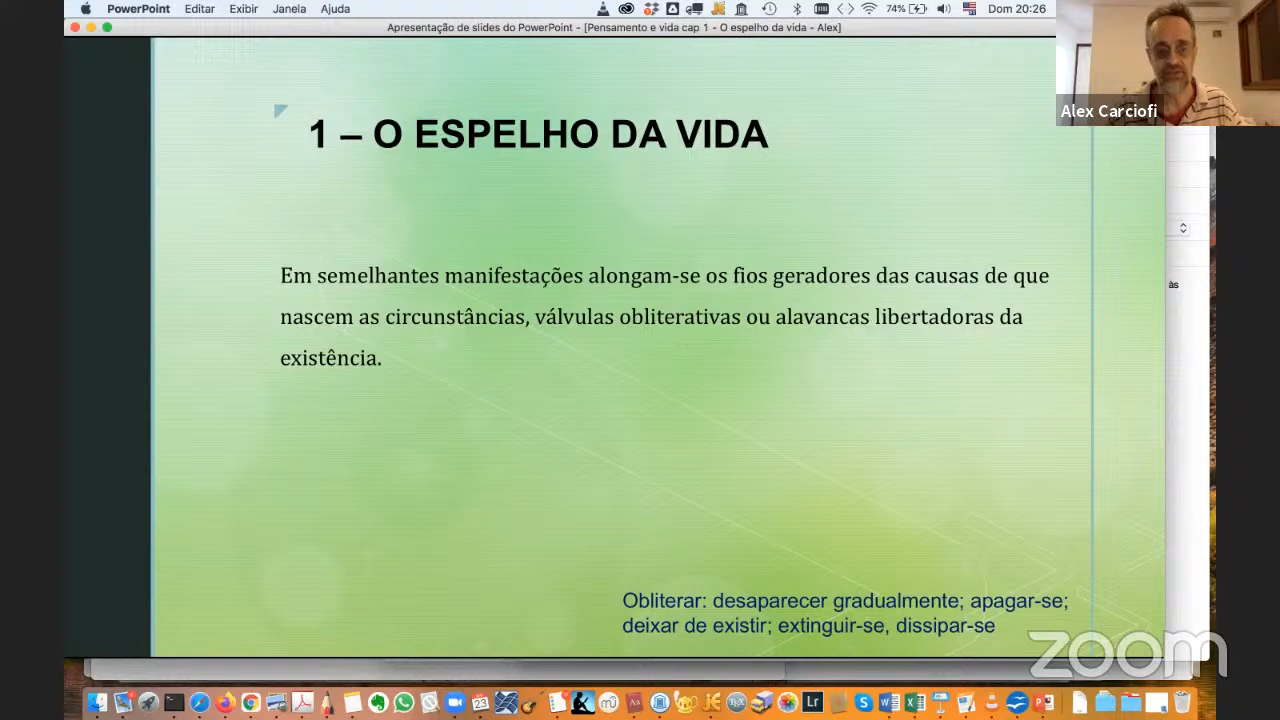 PowerPoint Editar Exibir Janela Ajuda 74% Dom 20:26
Apresentação de slides do PowerPoint - [Pensamento e vida cap 1 - O espelho da vida - Alex]
Alex Carciofi
1 – O ESPELHO DA VIDA
às
Em semelhantes manifestações alongam-se os fios geradores das causas de que
nascem as circunstâncias, válvulas obliterativas ou alavancas libertadoras da
existência.
Obliterar: desaparecer gradualmente; apagar-se;
deixar de existir; extinguir-se, dissipar-se
zoom
23
Lr